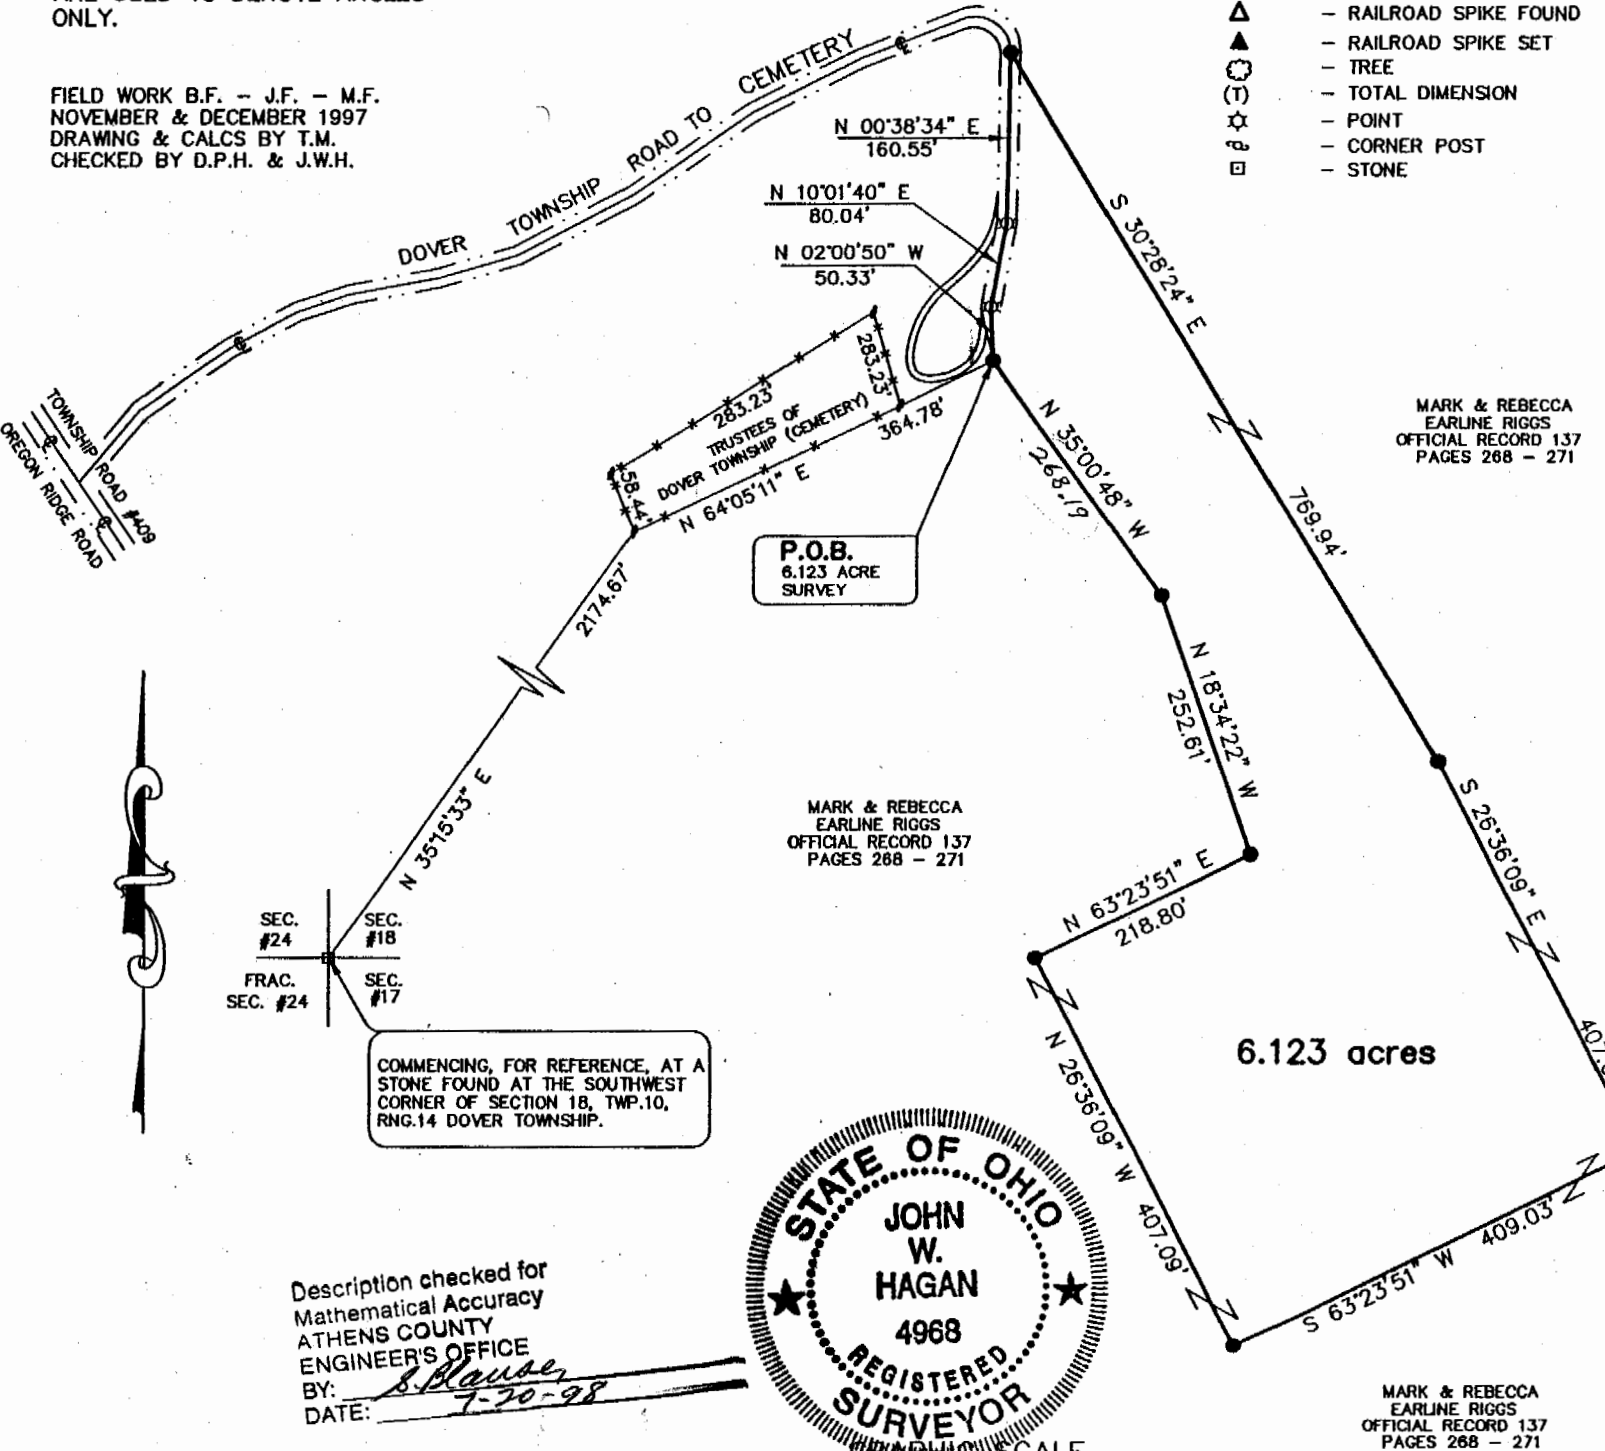 ONLY.
FIELD WORK B.F. - J.F. - M.F.
NOVEMBER & DECEMBER 1997
DRAWING & CALCS BY T.M.
CHECKED BY D.P.H. & J.W.H.
- RAILROAD SPIKE FOUND
- RAILROAD SPIKE SET
- TREE
(T) - TOTAL DIMENSION
- POINT
- CORNER POST
- STONE
DOVER TOWNSHIP ROAD TO CEMETERY
N 00°38'34" E
160.55'
N 10°01'40" E
80.04'
N 02°00'50" W
50.33'
S 30°28'24" E
769.94'
TOWNSHIP ROAD #409
OREGON RIDGE ROAD
283.23'
283.23'
TRUSTEES OF
DOVER TOWNSHIP (CEMETERY)
58.44'
N 64°05'11" E
364.78'
N 35°00'48" W
268.19
MARK & REBECCA
EARLINE RIGGS
OFFICIAL RECORD 137
PAGES 268 - 271
P.O.B.
6.123 ACRE
SURVEY
2174.67'
N 35°15'33" E
N 18°34'22" W
252.61'
MARK & REBECCA
EARLINE RIGGS
OFFICIAL RECORD 137
PAGES 268 - 271
S 26°36'09" E
N 63°23'51" E
218.80'
SEC.
#24
SEC.
#18
FRAC.
SEC. #24
SEC.
#17
6.123 acres
N 26°36'09" W
407.09'
COMMENCING, FOR REFERENCE, AT A
STONE FOUND AT THE SOUTHWEST
CORNER OF SECTION 18, TWP.10,
RNG.14 DOVER TOWNSHIP.
S 63°23'51" W
409.03'
STATE OF OHIO
JOHN
W.
HAGAN
4968
REGISTERED
SURVEYOR
Description checked for
Mathematical Accuracy
ATHENS COUNTY
ENGINEER'S OFFICE
BY: S. Blauser
DATE: 7-20-98
MARK & REBECCA
EARLINE RIGGS
OFFICIAL RECORD 137
PAGES 268 - 271